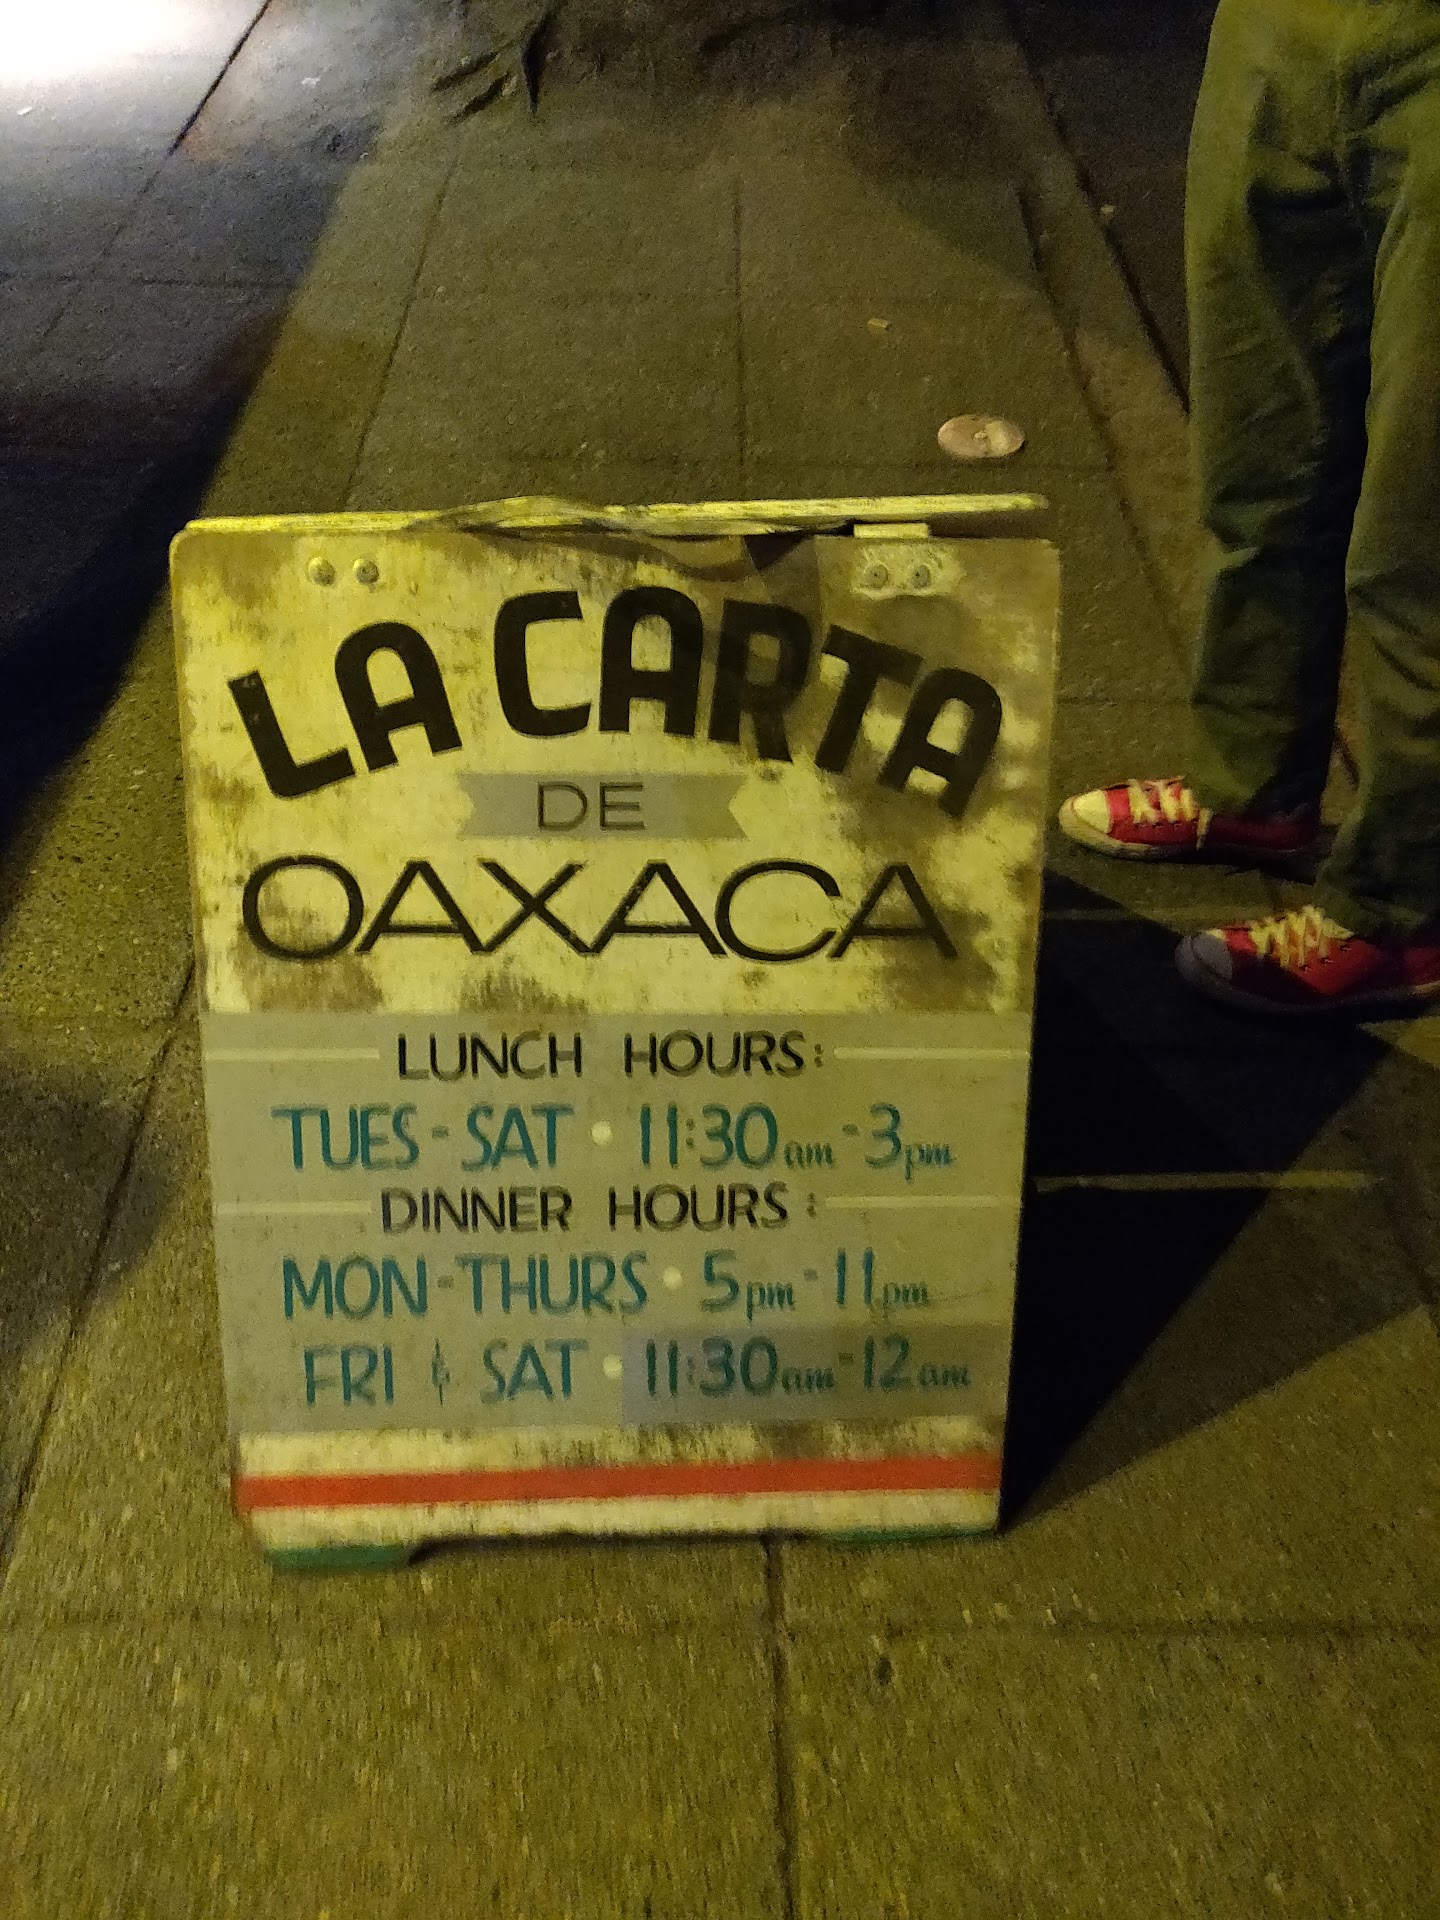 LA CARTA
DE
OAXACA
LUNCH HOURS:
TUES-SAT • 11:30am-3pm
DINNER HOURS:
MON-THURS • 5pm-11pm
FRI & SAT • 11:30am-12am